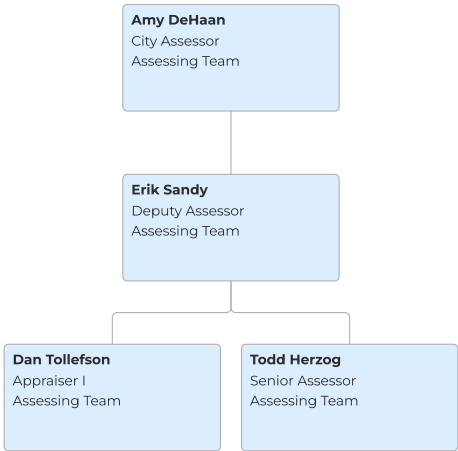 Amy DeHaan
City Assessor
Assessing Team
Erik Sandy
Deputy Assessor
Assessing Team
Dan Tollefson
Appraiser I
Assessing Team
Todd Herzog
Senior Assessor
Assessing Team